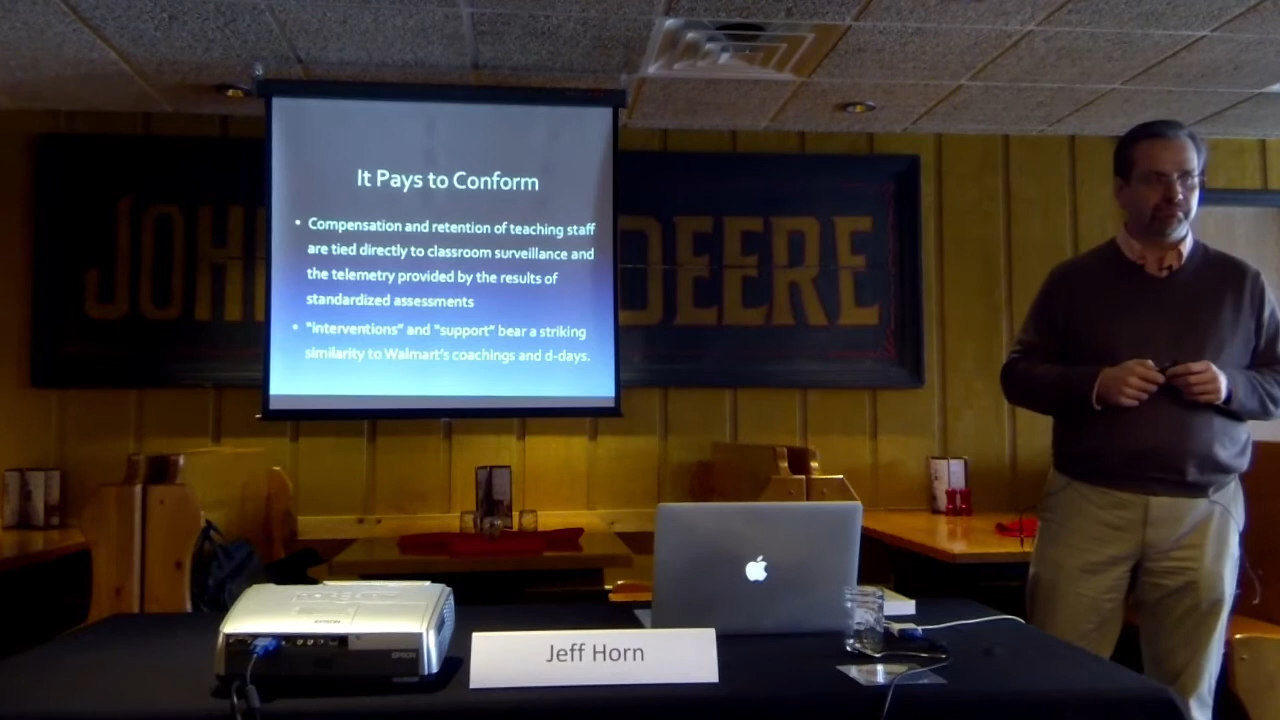 It Pays to Conform
• Compensation and retention of teaching staff
are tied directly to classroom surveillance and
the telemetry provided by the results of
standardized assessments
• "interventions" and "support" bear a striking
similarity to Walmart's coachings and d-days.
JOH DEERE
EPSON
EPSON
Jeff Horn